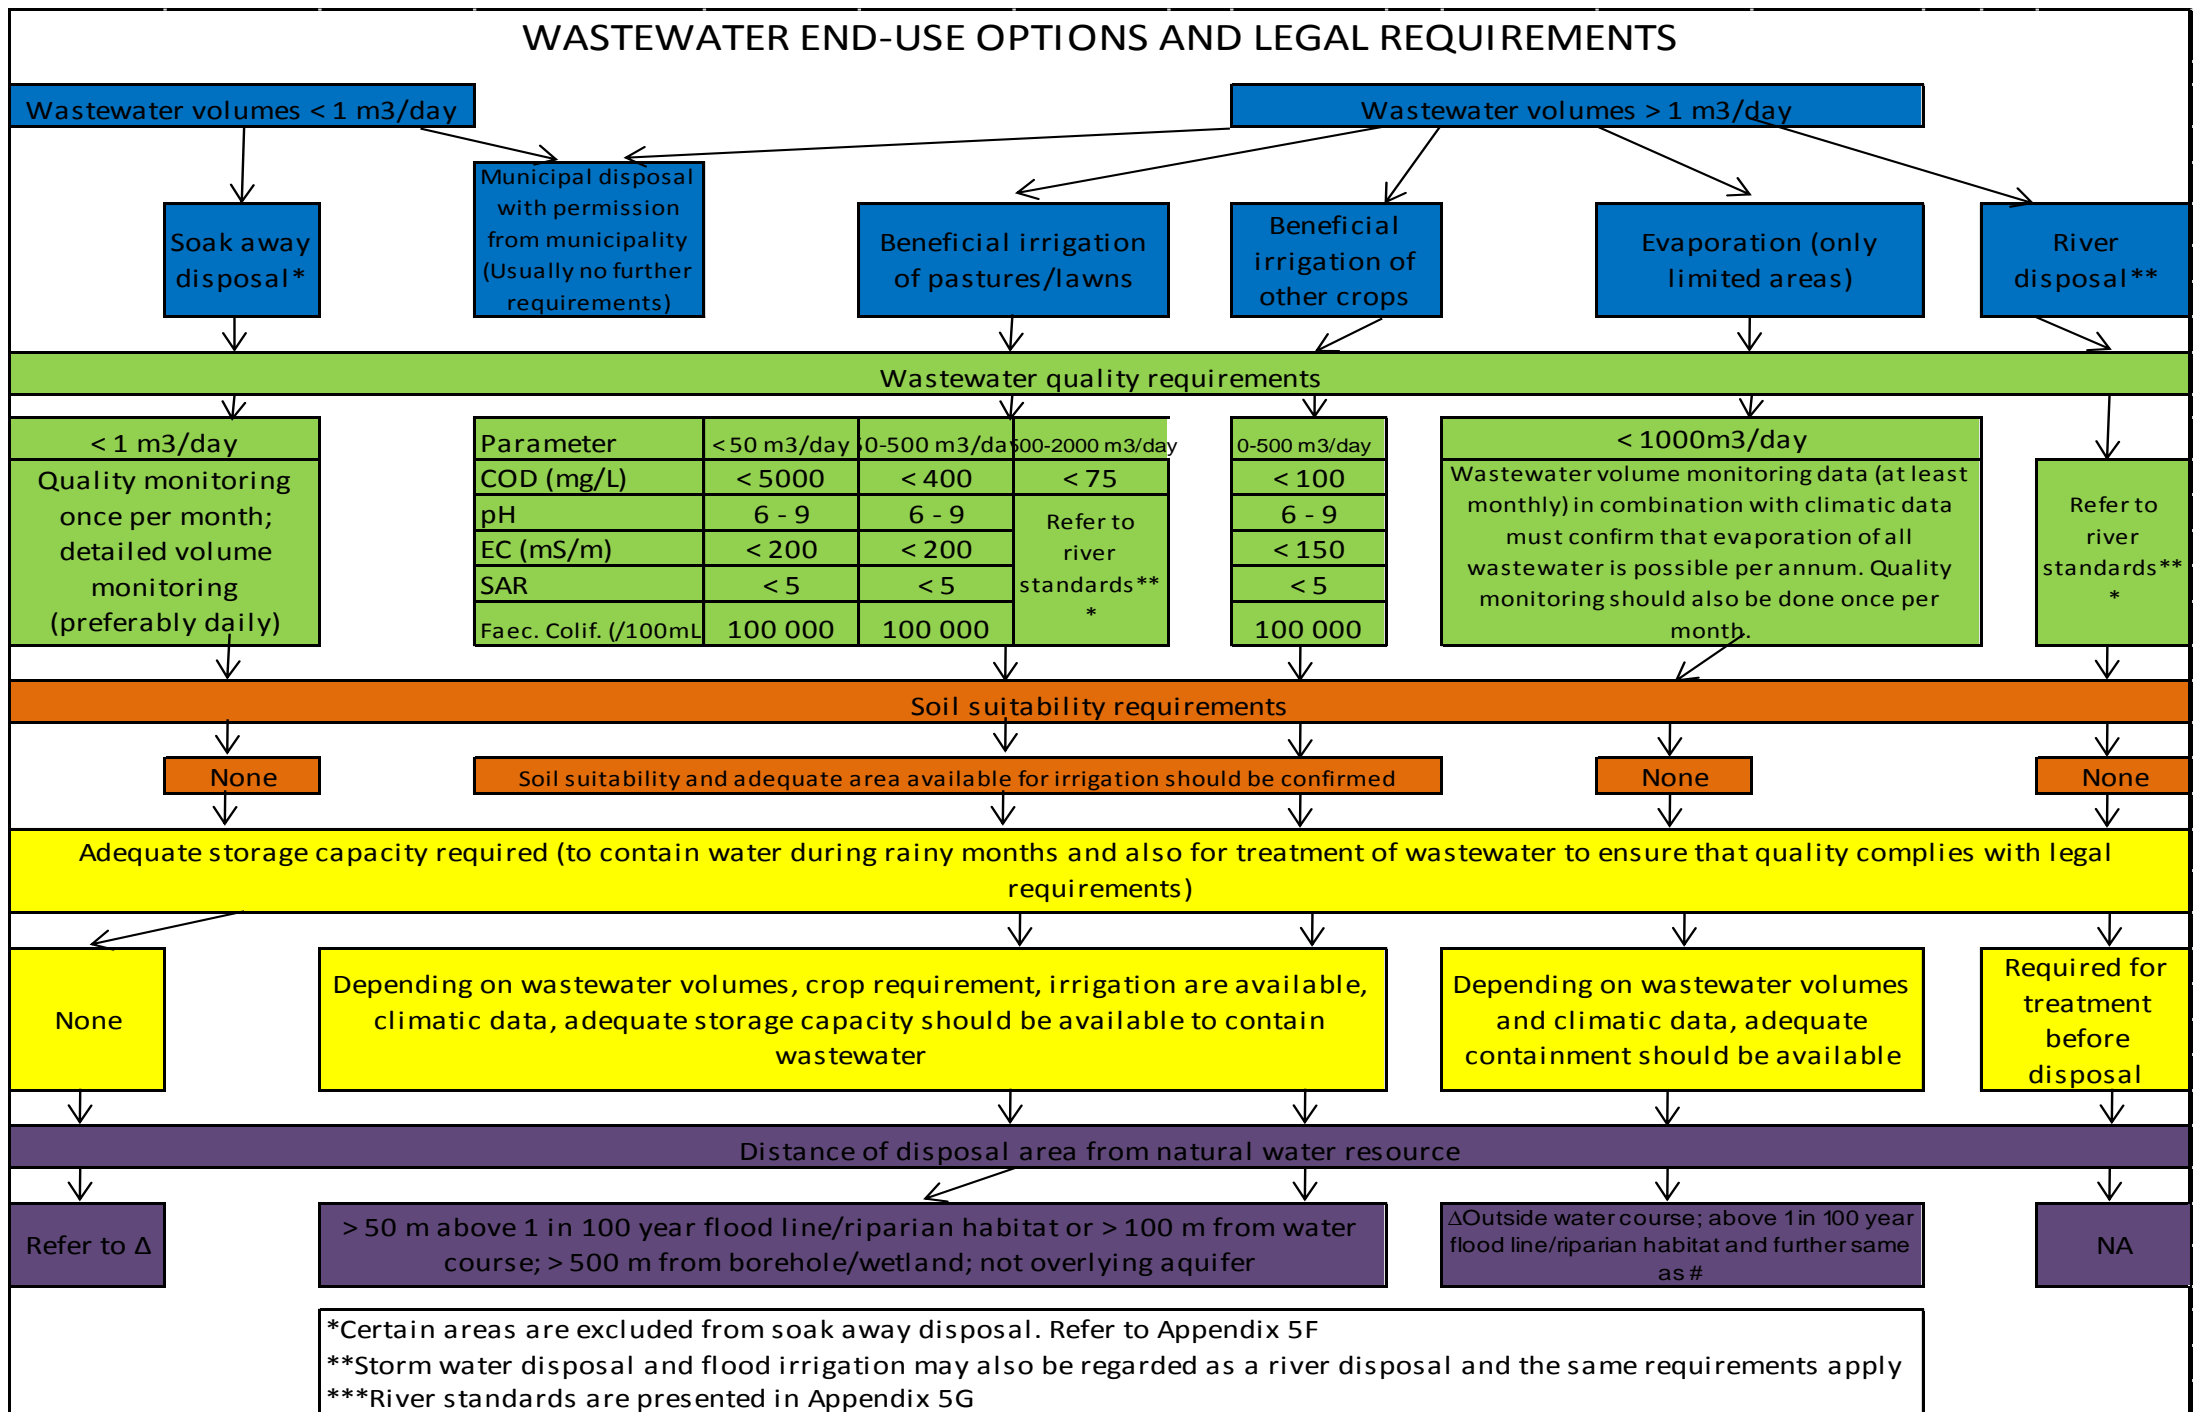 WASTEWATER END-USE OPTIONS AND LEGAL REQUIREMENTS
Wastewater volumes < 1 m3/day
Wastewater volumes > 1 m3/day
Soak away
disposal*
Municipal disposal
with permission
from municipality
(Usually no further
requirements)
Beneficial irrigation
of pastures/lawns
Beneficial
irrigation of
other crops
Evaporation (only
limited areas)
River
disposal**
Wastewater quality requirements
< 1 m3/day
Quality monitoring
once per month;
detailed volume
monitoring
(preferably daily)
Parameter < 50 m3/day 0-500 m3/day 500-2000 m3/day
COD (mg/L) < 5000 < 400 < 75
pH 6 - 9 6 - 9
EC (mS/m) < 200 < 200
SAR < 5 < 5
Faec. Colif. (/100mL 100 000 100 000
Refer to
river
standards**
*
0-500 m3/day
< 100
6 - 9
< 150
< 5
100 000
< 1000m3/day
Wastewater volume monitoring data (at least
monthly) in combination with climatic data
must confirm that evaporation of all
wastewater is possible per annum. Quality
monitoring should also be done once per
month.
Refer to
river
standards**
*
Soil suitability requirements
None
Soil suitability and adequate area available for irrigation should be confirmed
None
None
Adequate storage capacity required (to contain water during rainy months and also for treatment of wastewater to ensure that quality complies with legal
requirements)
None
Depending on wastewater volumes, crop requirement, irrigation are available,
climatic data, adequate storage capacity should be available to contain
wastewater
Depending on wastewater volumes
and climatic data, adequate
containment should be available
Required for
treatment
before
disposal
Distance of disposal area from natural water resource
Refer to Δ
> 50 m above 1 in 100 year flood line/riparian habitat or > 100 m from water
course; > 500 m from borehole/wetland; not overlying aquifer
ΔOutside water course; above 1 in 100 year
flood line/riparian habitat and further same
as #
NA
*Certain areas are excluded from soak away disposal. Refer to Appendix 5F
**Storm water disposal and flood irrigation may also be regarded as a river disposal and the same requirements apply
***River standards are presented in Appendix 5G